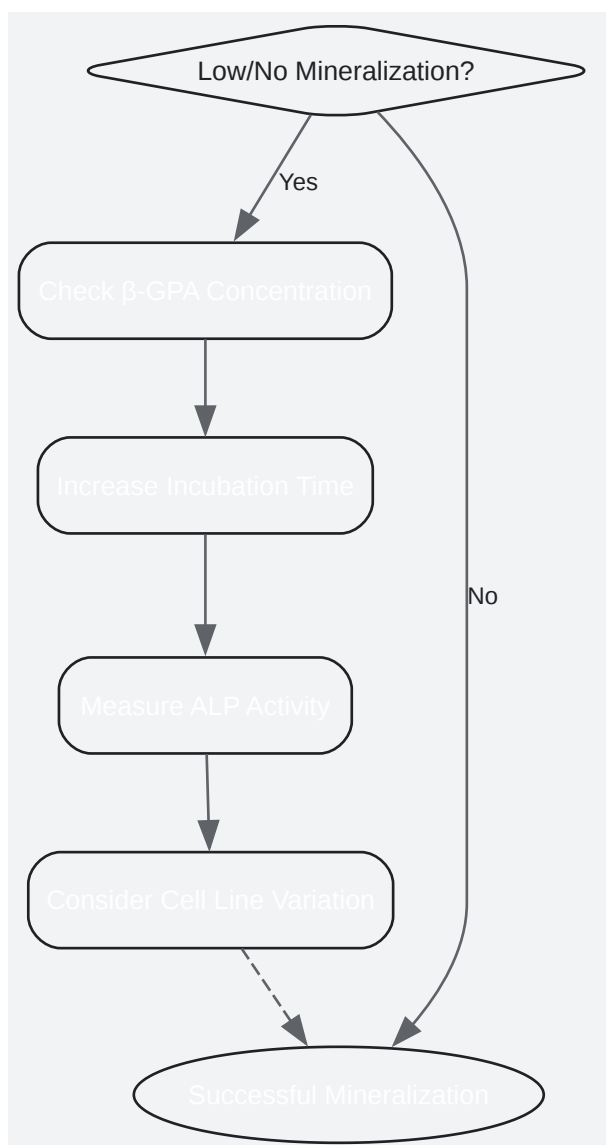 Low/No Mineralization?
Yes
Check β-GPA Concentration
Increase Incubation Time
No
Measure ALP Activity
Consider Cell Line Variation
Successful Mineralization